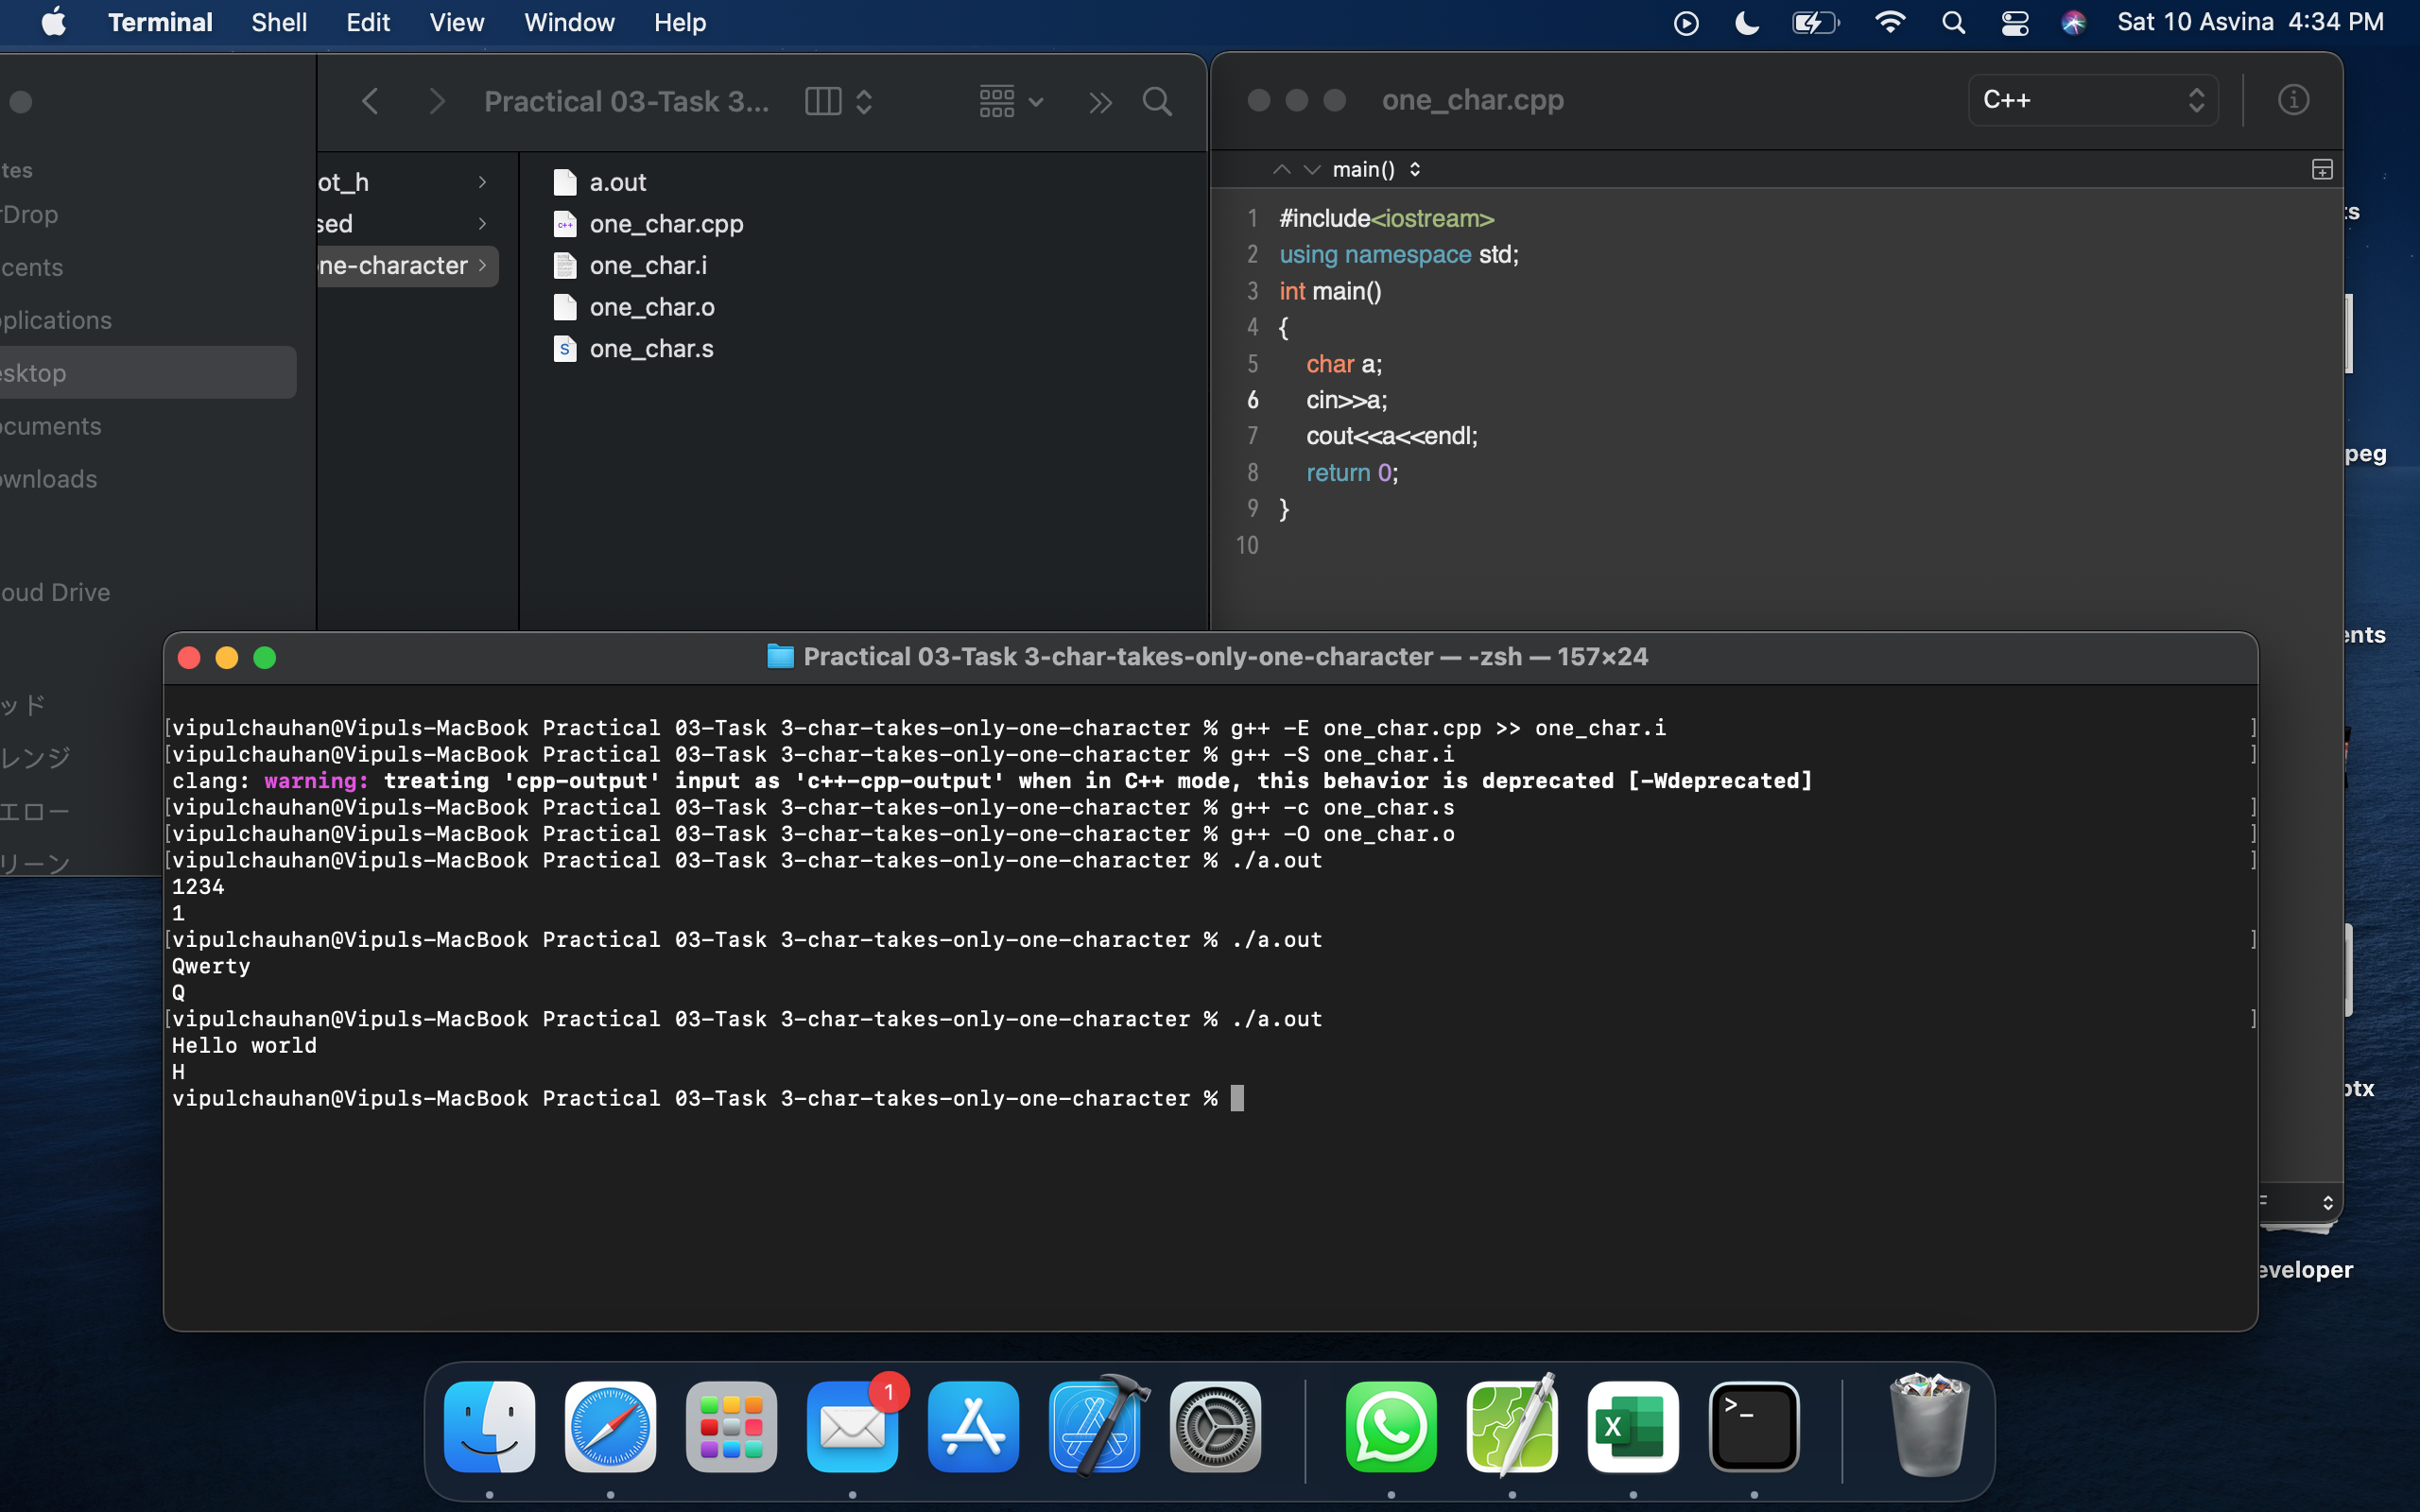 Terminal Shell Edit View Window Help Sat 10 Asvina 4:34 PM
Practical 03-Task 3...
tes
rDrop
cents
plications
esktop
ocuments
ownloads
oud Drive
ッド
レンジ
エロー
リーン
ot_h
sed
ne-character
a.out
one_char.cpp
one_char.i
one_char.o
one_char.s
one_char.cpp C++
main()
1 #include<iostream>
2 using namespace std;
3 int main()
4 {
5 char a;
6 cin>>a;
7 cout<<a<<endl;
8 return 0;
9 }
10
Practical 03-Task 3-char-takes-only-one-character — -zsh — 157×24
[vipulchauhan@Vipuls-MacBook Practical 03-Task 3-char-takes-only-one-character % g++ -E one_char.cpp >> one_char.i ]
[vipulchauhan@Vipuls-MacBook Practical 03-Task 3-char-takes-only-one-character % g++ -S one_char.i ]
clang: warning: treating 'cpp-output' input as 'c++-cpp-output' when in C++ mode, this behavior is deprecated [-Wdeprecated]
[vipulchauhan@Vipuls-MacBook Practical 03-Task 3-char-takes-only-one-character % g++ -c one_char.s ]
[vipulchauhan@Vipuls-MacBook Practical 03-Task 3-char-takes-only-one-character % g++ -O one_char.o ]
[vipulchauhan@Vipuls-MacBook Practical 03-Task 3-char-takes-only-one-character % ./a.out ]
1234
1
[vipulchauhan@Vipuls-MacBook Practical 03-Task 3-char-takes-only-one-character % ./a.out ]
Qwerty
Q
[vipulchauhan@Vipuls-MacBook Practical 03-Task 3-char-takes-only-one-character % ./a.out ]
Hello world
H
vipulchauhan@Vipuls-MacBook Practical 03-Task 3-char-takes-only-one-character %
ts
peg
ents
otx
eveloper
1